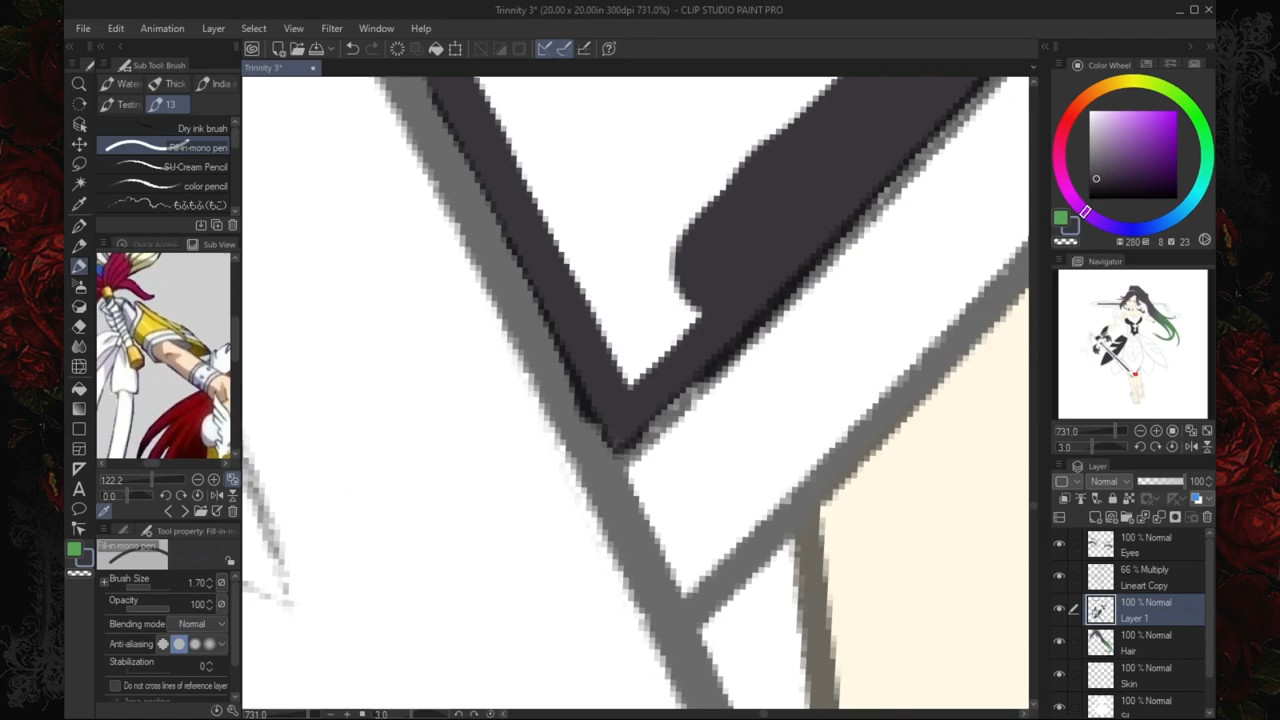 Trinnity 3* (20.00 x 20.00in 300dpi 731.0%) - CLIP STUDIO PAINT PRO
File Edit Animation Layer Select View Filter Window Help
Trinnity 3*
Sub Tool: Brush
Water
Thick
India
Testin
13
Dry ink brush
Fill-in mono pen
SU-Cream Pencil
color pencil
もふもふ(もこ)
Quick Access
Sub View
122.2
0.0
Tool property: Fill-in-m
Fill-in-mono pen
Brush Size 1.70
Opacity 100
Blending mode Normal
Anti-aliasing
Stabilization 0
Do not cross lines of reference layer
731.0 3.0
Color Wheel
280 8 23
Navigator
731.0
3.0
Layer
Normal 100
100 % Normal
Eyes
66 % Multiply
Lineart Copy
100 % Normal
Layer 1
100 % Normal
Hair
100 % Normal
Skin
100 % Normal